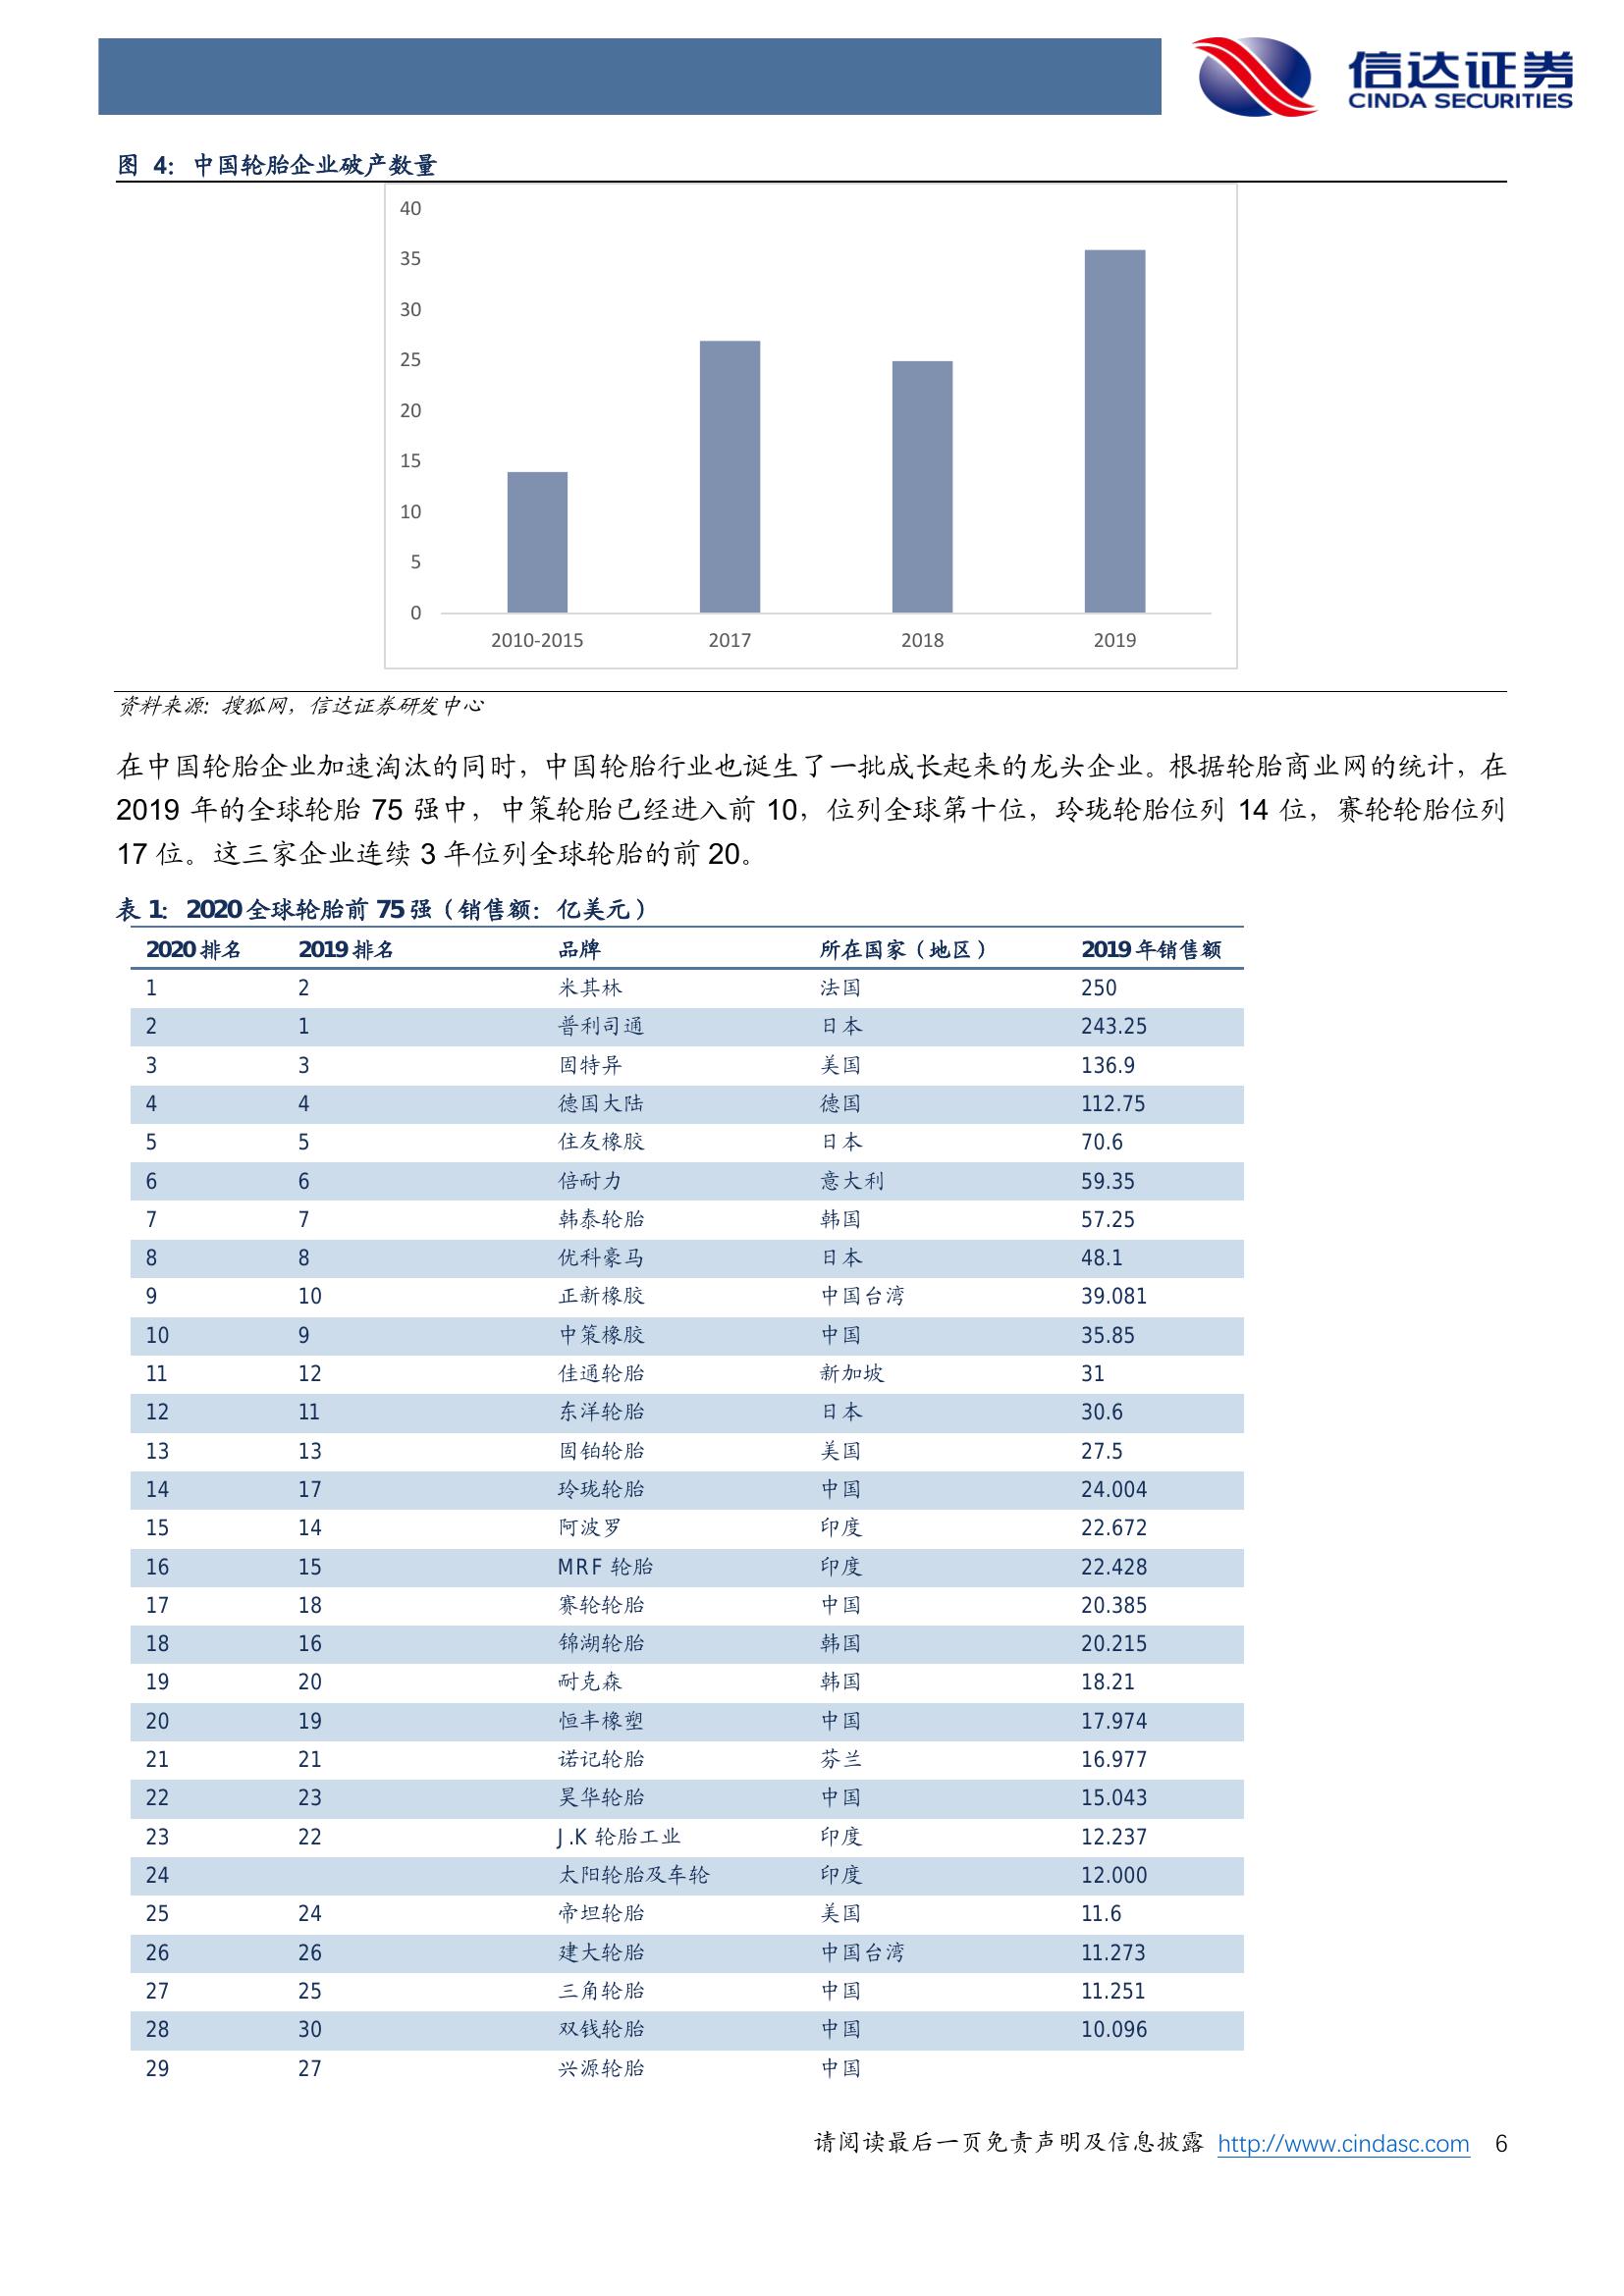 信达证券
CINDA SECURITIES
图 4：中国轮胎企业破产数量
40
35
30
25
20
15
10
5
0
2010-2015 2017 2018 2019
资料来源：搜狐网，信达证券研发中心
在中国轮胎企业加速淘汰的同时，中国轮胎行业也诞生了一批成长起来的龙头企业。根据轮胎商业网的统计，在
2019 年的全球轮胎 75 强中，中策轮胎已经进入前 10，位列全球第十位，玲珑轮胎位列 14 位，赛轮轮胎位列
17 位。这三家企业连续 3 年位列全球轮胎的前 20。
表 1：2020 全球轮胎前 75 强（销售额：亿美元）
2020 排名 2019 排名 品牌 所在国家（地区） 2019 年销售额
1 2 米其林 法国 250
2 1 普利司通 日本 243.25
3 3 固特异 美国 136.9
4 4 德国大陆 德国 112.75
5 5 住友橡胶 日本 70.6
6 6 倍耐力 意大利 59.35
7 7 韩泰轮胎 韩国 57.25
8 8 优科豪马 日本 48.1
9 10 正新橡胶 中国台湾 39.081
10 9 中策橡胶 中国 35.85
11 12 佳通轮胎 新加坡 31
12 11 东洋轮胎 日本 30.6
13 13 固铂轮胎 美国 27.5
14 17 玲珑轮胎 中国 24.004
15 14 阿波罗 印度 22.672
16 15 MRF 轮胎 印度 22.428
17 18 赛轮轮胎 中国 20.385
18 16 锦湖轮胎 韩国 20.215
19 20 耐克森 韩国 18.21
20 19 恒丰橡塑 中国 17.974
21 21 诺记轮胎 芬兰 16.977
22 23 昊华轮胎 中国 15.043
23 22 J.K 轮胎工业 印度 12.237
24 太阳轮胎及车轮 印度 12.000
25 24 帝坦轮胎 美国 11.6
26 26 建大轮胎 中国台湾 11.273
27 25 三角轮胎 中国 11.251
28 30 双钱轮胎 中国 10.096
29 27 兴源轮胎 中国
请阅读最后一页免责声明及信息披露 http://www.cindasc.com 6